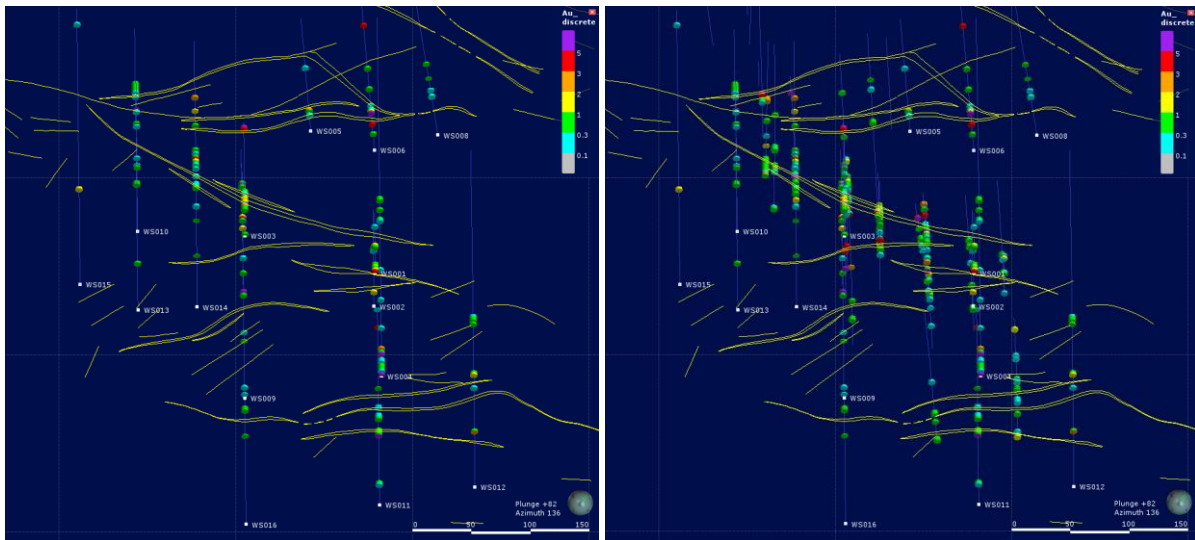 Au_
discrete
5
3
2
1
0.3
0.1
WS005
WS008
WS006
WS010
WS003
WS001
WS015
WS013
WS014
WS002
WS004
WS009
WS012
WS011
WS016
Plunge +82
Azimuth 136
0
50
100
150
Au_
discrete
5
3
2
1
0.3
0.1
WS005
WS008
WS006
WS010
WS003
WS001
WS015
WS013
WS014
WS002
WS004
WS009
WS012
WS011
WS016
Plunge +82
Azimuth 136
0
50
100
150